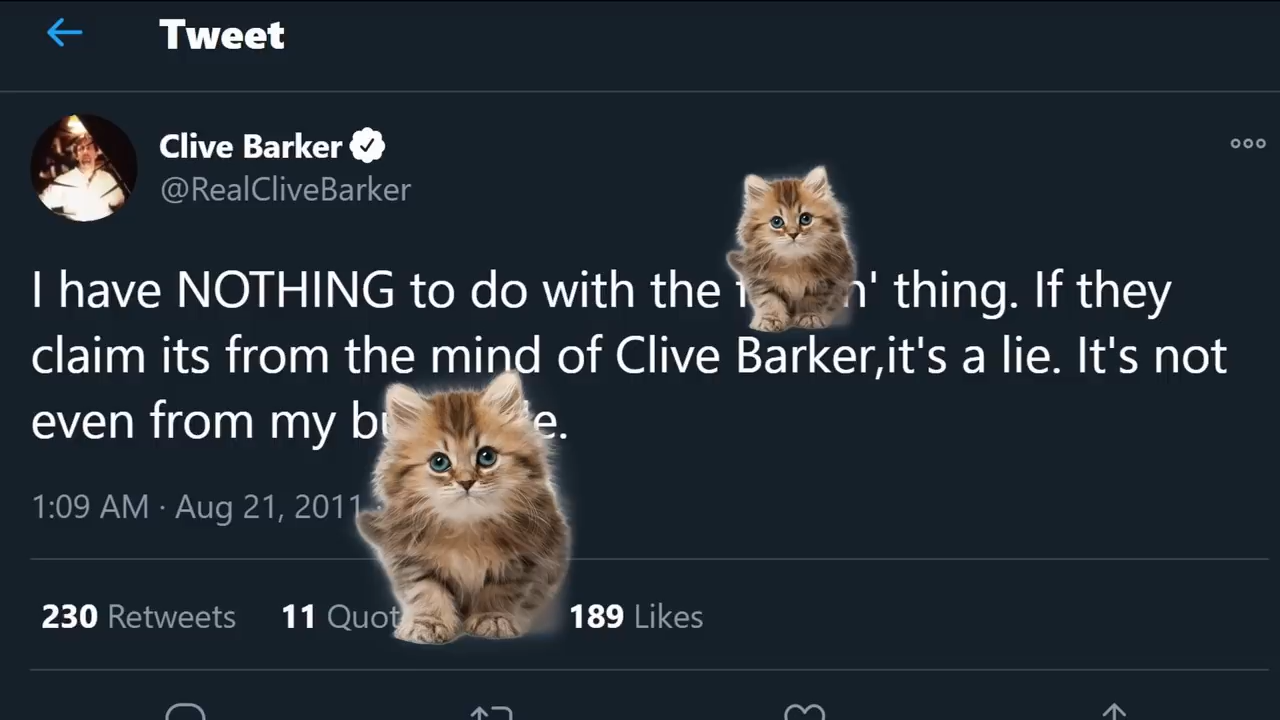 Tweet
Clive Barker
@RealCliveBarker
I have NOTHING to do with the n' thing. If they
claim its from the mind of Clive Barker,it's a lie. It's not
even from my
1:09 AM · Aug 21, 2011
230 Retweets 11 189 Likes